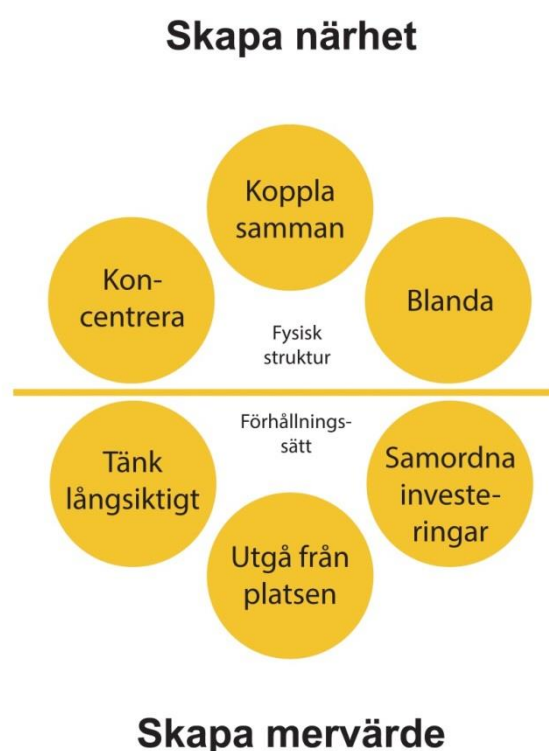 Skapa närhet
Koppla
samman
Kon-
centrera
Blanda
Fysisk
struktur
Förhållnings-
sätt
Tänk
långsiktigt
Samordna
investe-
ringar
Utgå från
platsen
Skapa mervärde